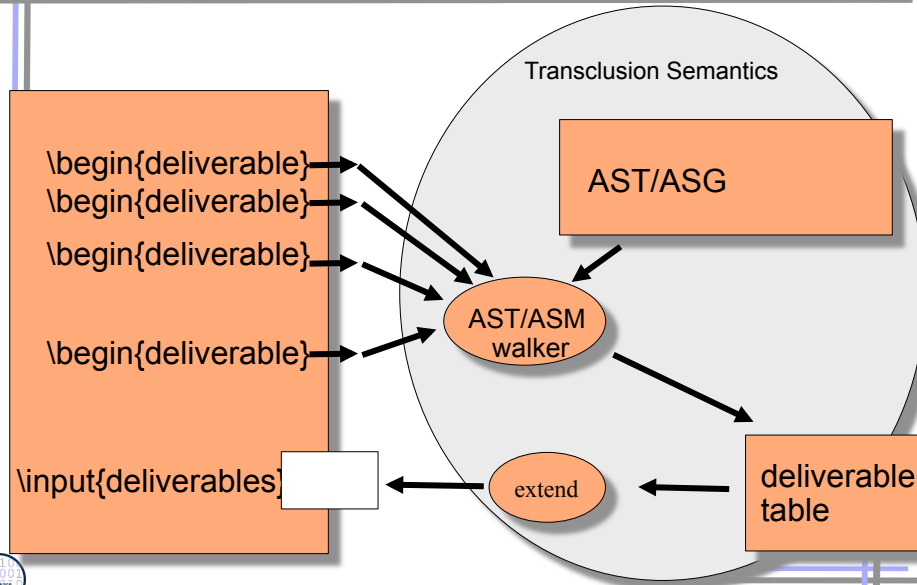 Transclusion Semantics
\begin{deliverable}
\begin{deliverable}
\begin{deliverable}
\begin{deliverable}
\input{deliverables}
AST/ASG
AST/ASM
walker
extend
deliverable
table